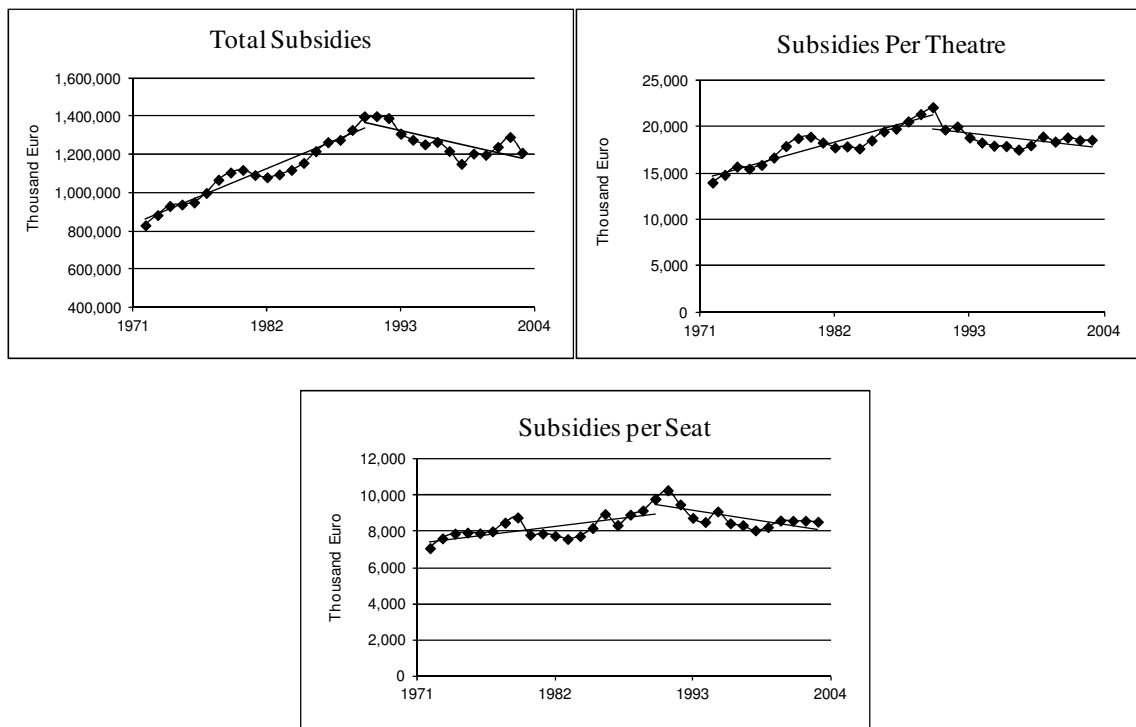 Total Subsidies
Thousand Euro
1,600,000
1,400,000
1,200,000
1,000,000
800,000
600,000
400,000
1971 1982 1993 2004
Subsidies Per Theatre
Thousand Euro
25,000
20,000
15,000
10,000
5,000
0
1971 1982 1993 2004
Subsidies per Seat
Thousand Euro
12,000
10,000
8,000
6,000
4,000
2,000
0
1971 1982 1993 2004